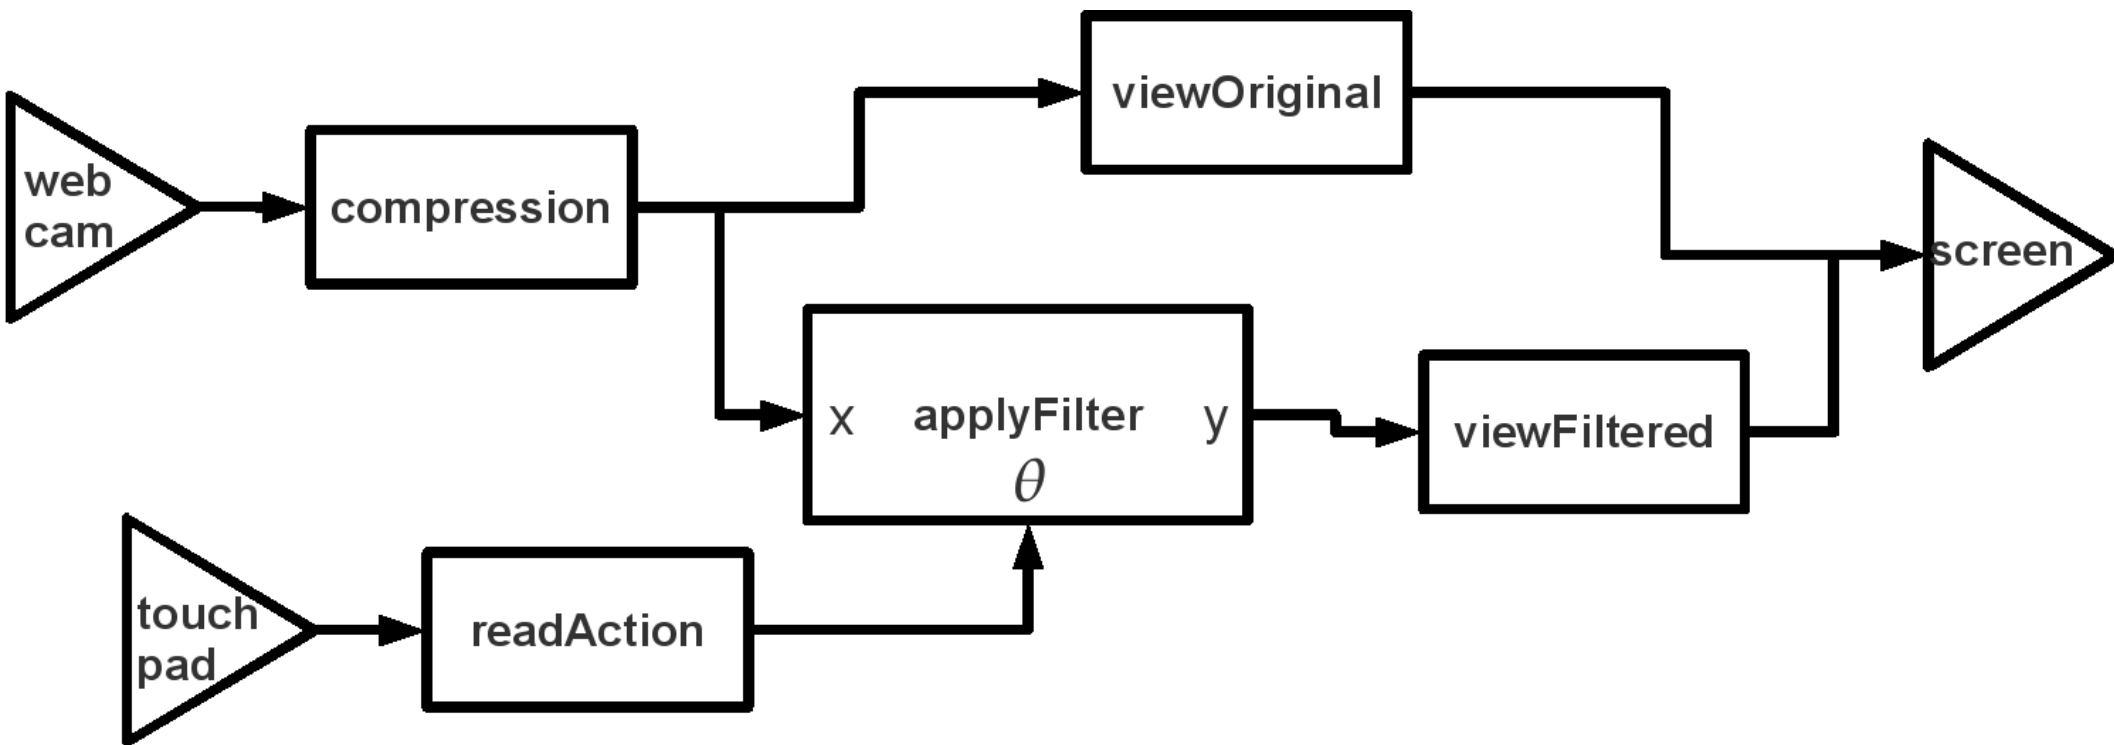 web
cam
compression
viewOriginal
screen
x applyFilter y
θ
viewFiltered
touch
pad
readAction